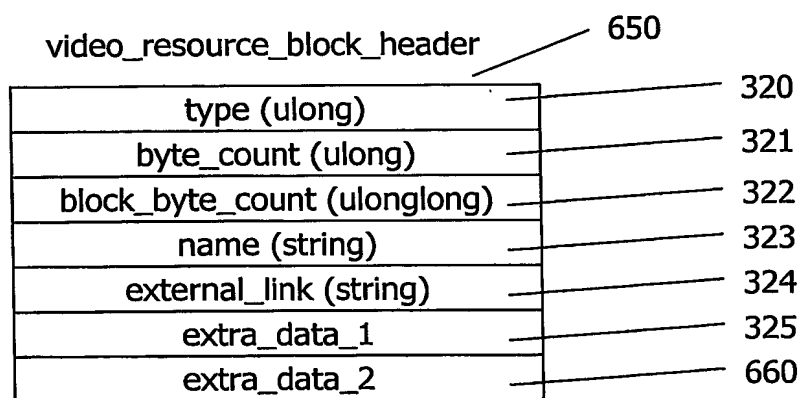 video_resource_block_header 650
type (ulong) 320
byte_count (ulong) 321
block_byte_count (ulonglong) 322
name (string) 323
external_link (string) 324
extra_data_1 325
extra_data_2 660